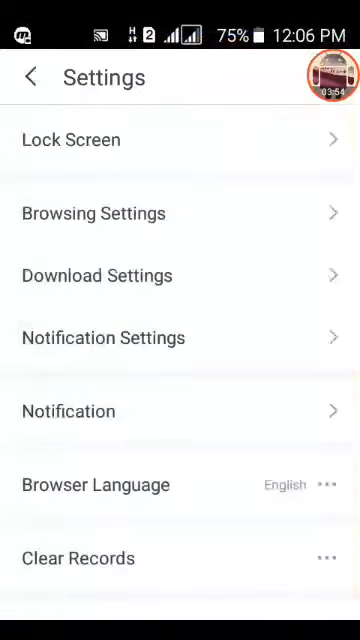 H 2 75% 12:06 PM
Settings
03:54
Lock Screen
Browsing Settings
Download Settings
Notification Settings
Notification
Browser Language English
Clear Records